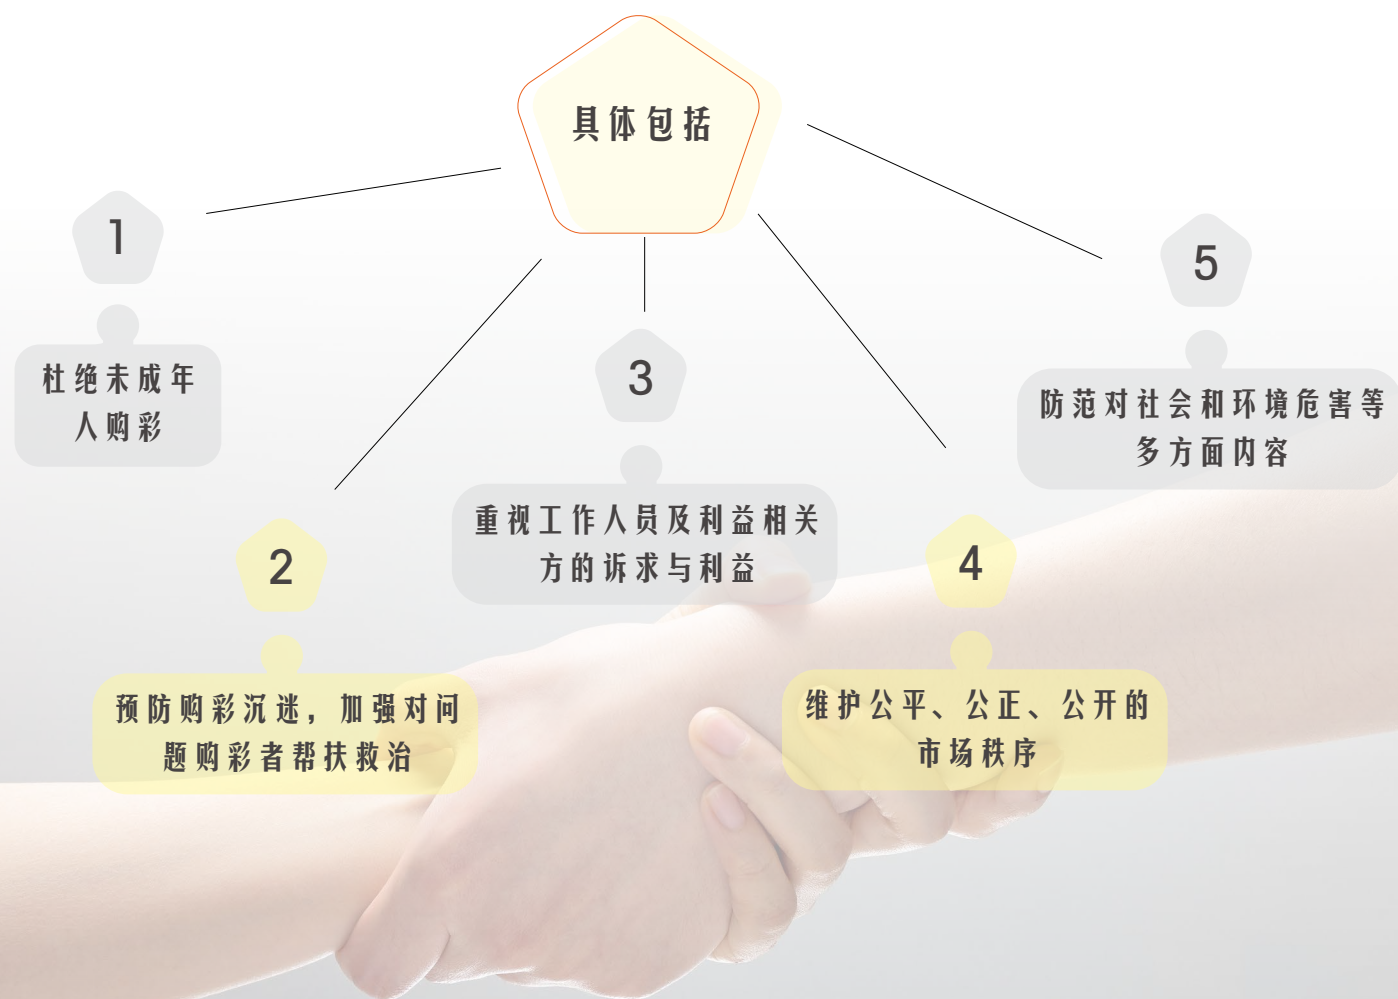 具体包括
1
杜绝未成年
人购彩
2
预防购彩沉迷，加强对问
题购彩者帮扶救治
3
重视工作人员及利益相关
方的诉求与利益
4
维护公平、公正、公开的
市场秩序
5
防范对社会和环境危害等
多方面内容